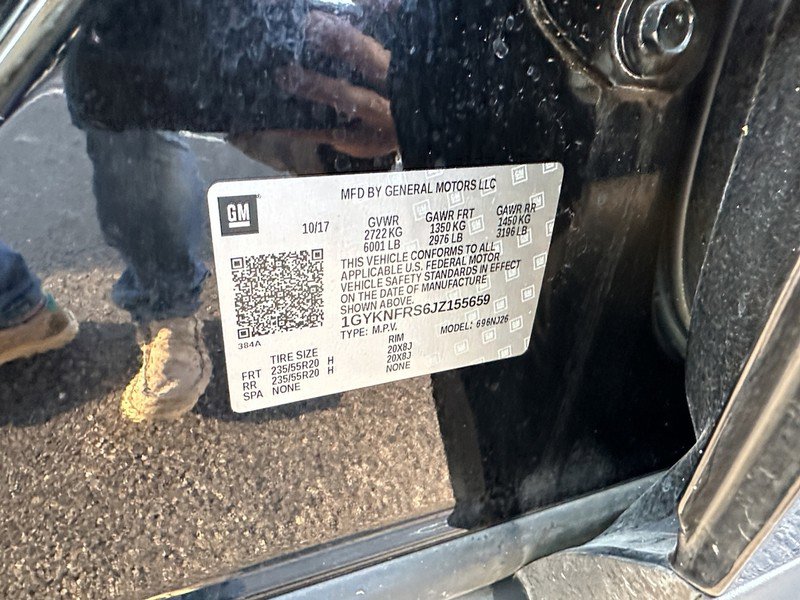 MFD BY GENERAL MOTORS LLC
GM
10/17
GVWR GAWR FRT GAWR RR
2722 KG 1350 KG 1450 KG
6001 LB 2976 LB 3196 LB
THIS VEHICLE CONFORMS TO ALL
APPLICABLE U.S. FEDERAL MOTOR
VEHICLE SAFETY STANDARDS IN EFFECT
ON THE DATE OF MANUFACTURE
SHOWN ABOVE.
1GYKNFRS6JZ155659
TYPE: M.P.V. MODEL: 696NJ26
384A
TIRE SIZE RIM
FRT 235/55R20 H 20X8J
RR 235/55R20 H 20X8J
SPA NONE NONE